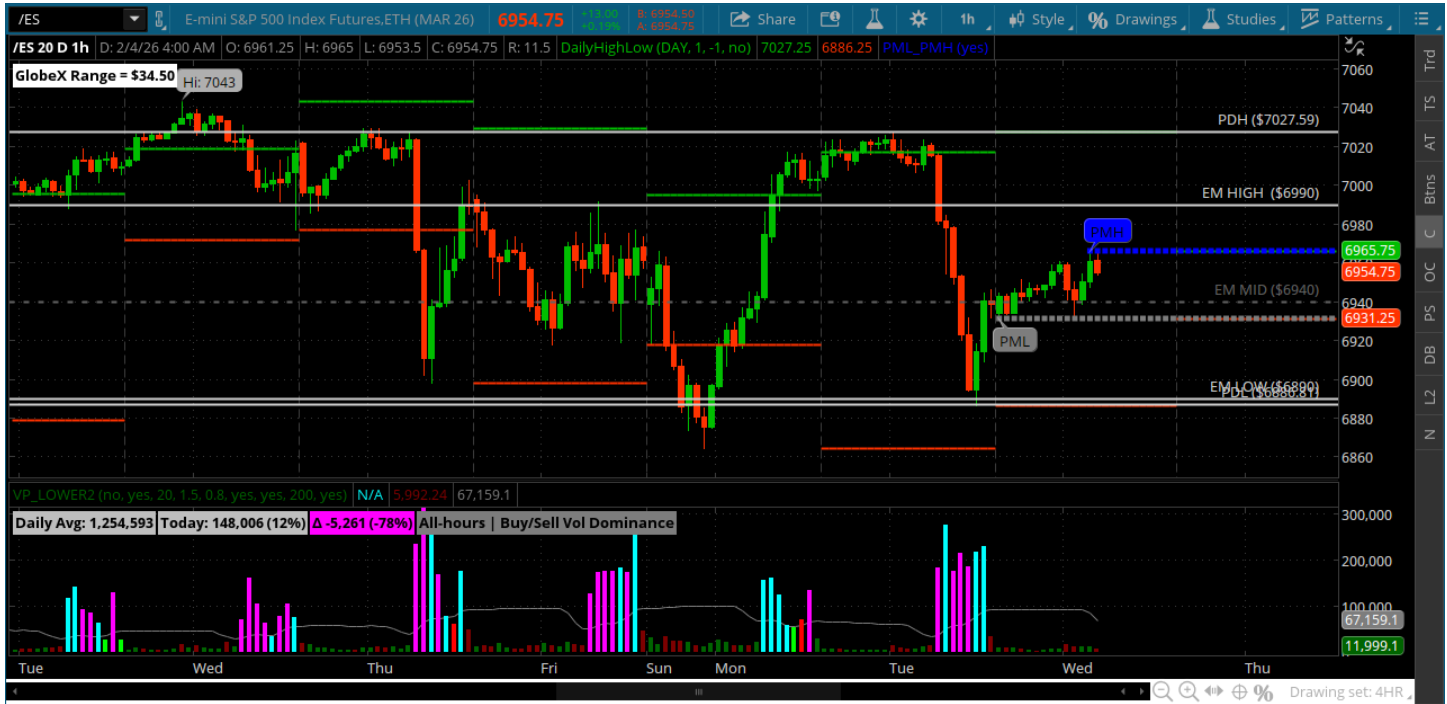 /ES E-mini S&P 500 Index Futures,ETH (MAR 26) 6954.75 +13.00 +0.19% B: 6954.50 A: 6954.75 Share 1h Style % Drawings Studies Patterns
/ES 20 D 1h D: 2/4/26 4:00 AM O: 6961.25 H: 6965 L: 6953.5 C: 6954.75 R: 11.5 DailyHighLow (DAY, 1, -1, no) 7027.25 6886.25 PML_PMH (yes)
GlobeX Range = $34.50
Hi: 7043
PDH ($7027.59)
EM HIGH ($6990)
PMH
EM MID ($6940)
PML
EM LOW ($6890)
PDL ($6886.81)
7060
7040
7020
7000
6980
6965.75
6954.75
6940
6931.25
6920
6900
6880
6860
Trd
TS
AT
Btns
C
OC
PS
DB
L2
N
VP_LOWER2 (no, yes, 20, 1.5, 0.8, yes, yes, 200, yes) N/A 5,992.24 67,159.1
Daily Avg: 1,254,593 Today: 148,006 (12%) Δ -5,261 (-78%) All-hours | Buy/Sell Vol Dominance
300,000
200,000
100,000
67,159.1
11,999.1
Tue Wed Thu Fri Sun Mon Tue Wed Thu
% Drawing set: 4HR